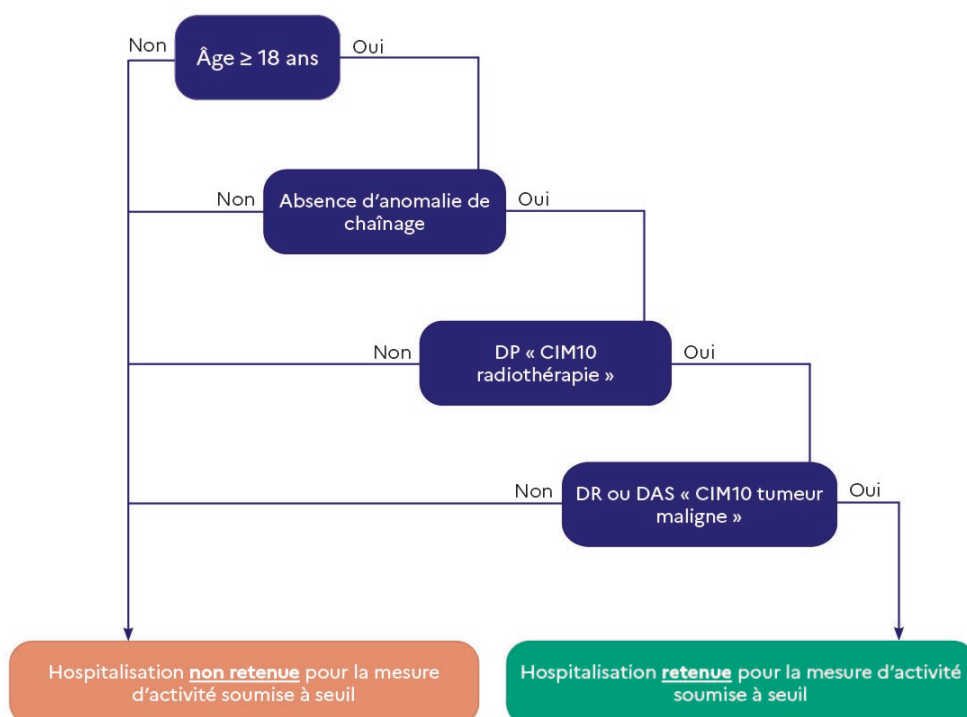 Non
Âge ≥ 18 ans
Oui
Non
Absence d'anomalie de
chaînage
Oui
Non
DP « CIM10
radiothérapie »
Oui
Non
DR ou DAS « CIM10 tumeur
maligne »
Oui
Hospitalisation non retenue pour la mesure
d'activité soumise à seuil
Hospitalisation retenue pour la mesure d'activité
soumise à seuil